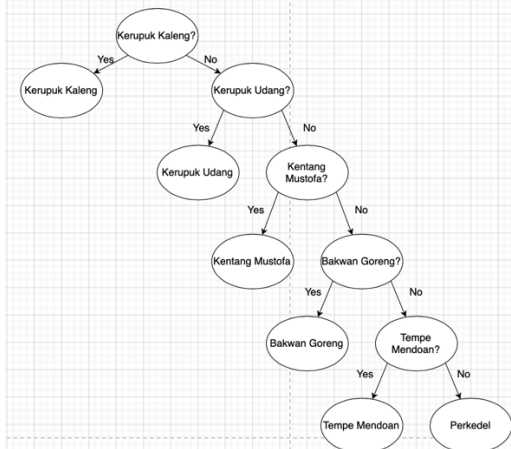 Kerupuk Kaleng?
Yes
No
Kerupuk Kaleng
Kerupuk Udang?
Yes
No
Kerupuk Udang
Kentang
Mustofa?
Yes
No
Kentang Mustofa
Bakwan Goreng?
Yes
No
Bakwan Goreng
Tempe
Mendoan?
Yes
No
Tempe Mendoan
Perkedel